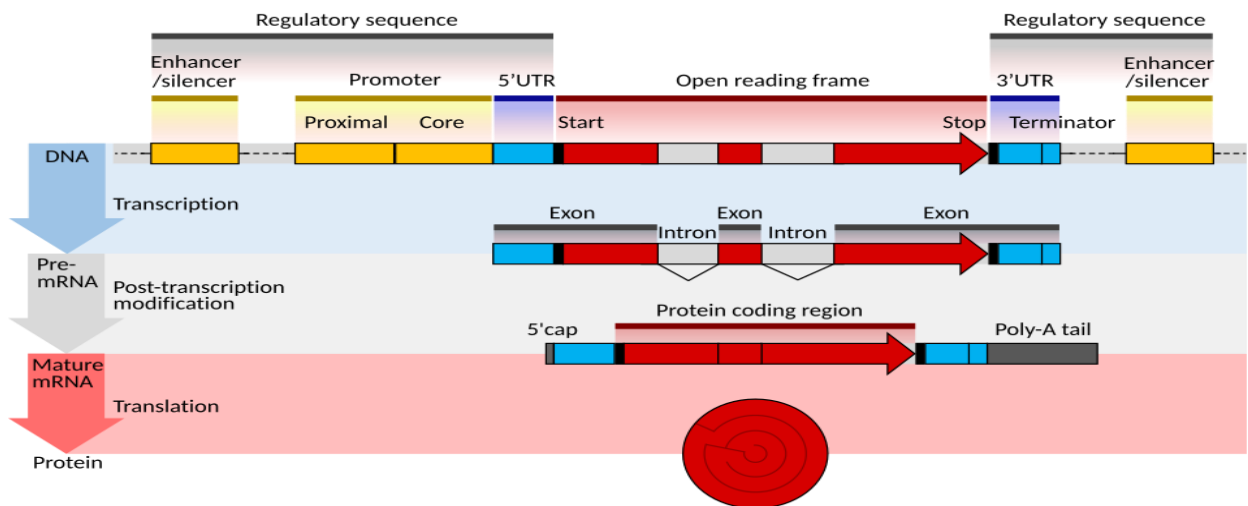 Regulatory sequence
Regulatory sequence
Enhancer
/silencer
Promoter
5’UTR
Open reading frame
3’UTR
Enhancer
/silencer
Proximal
Core
Start
Stop
Terminator
DNA
Transcription
Exon
Exon
Exon
Intron
Intron
Pre-
mRNA
Post-transcription
modification
Protein coding region
5’cap
Poly-A tail
Mature
mRNA
Translation
Protein